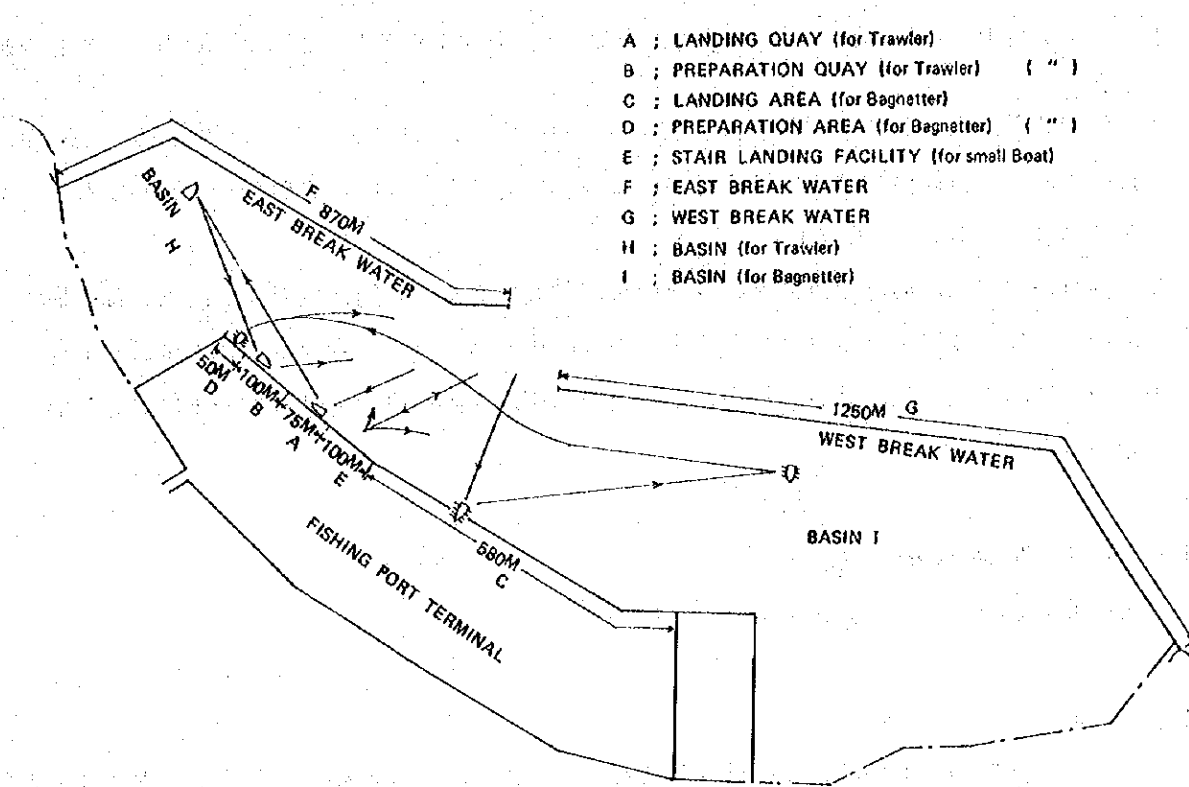 A ; LANDING QUAY (for Trawler)
B ; PREPARATION QUAY (for Trawler) ( " )
C ; LANDING AREA (for Bagnetter)
D ; PREPARATION AREA (for Bagnetter) ( " )
E ; STAIR LANDING FACILITY (for small Boat)
F ; EAST BREAK WATER
G ; WEST BREAK WATER
H ; BASIN (for Trawler)
I ; BASIN (for Bagnetter)
BASIN H
F 870M
EAST BREAK WATER
50M
D
100M
B
75M
A
100M
E
1250M G
WEST BREAK WATER
BASIN I
580M
C
FISHING PORT TERMINAL